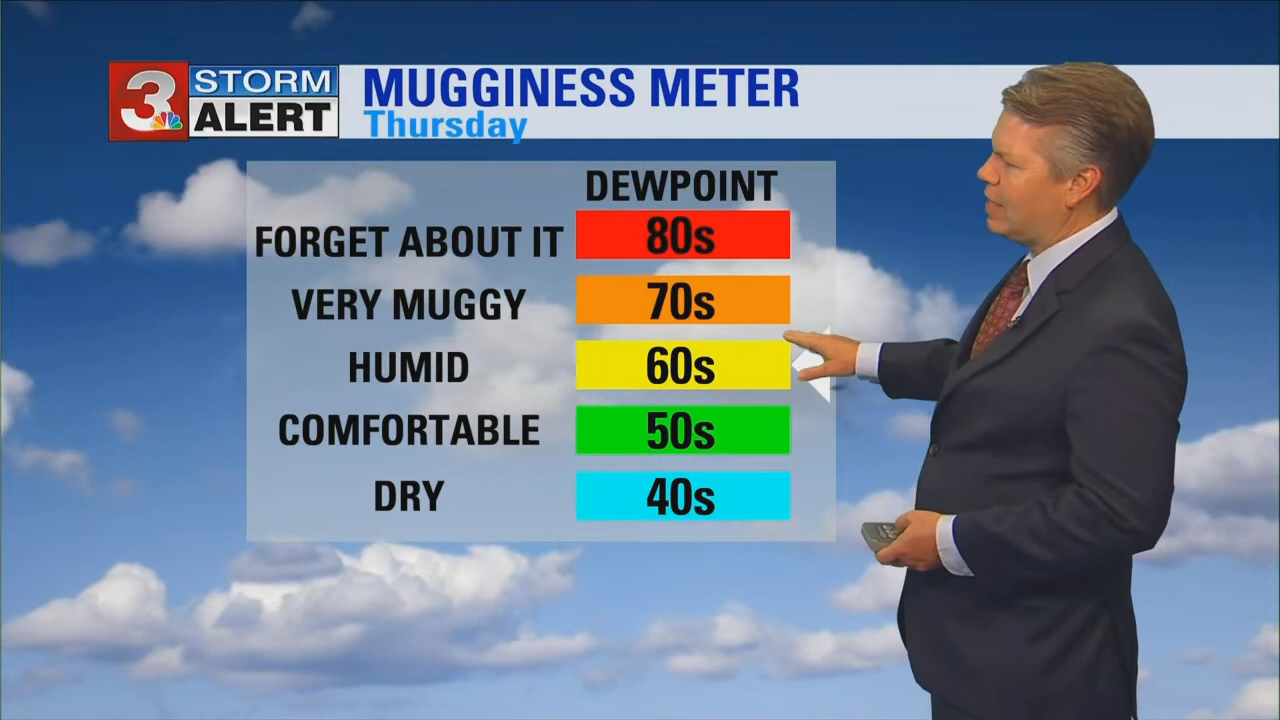 3 STORM ALERT
MUGGINESS METER
Thursday
DEWPOINT
FORGET ABOUT IT 80s
VERY MUGGY 70s
HUMID 60s
COMFORTABLE 50s
DRY 40s